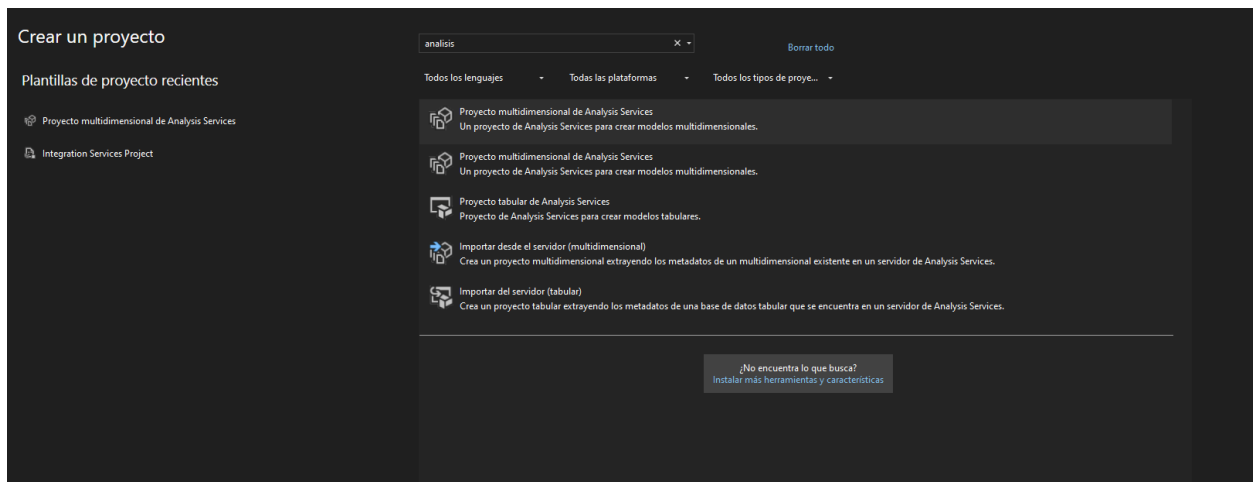 Crear un proyecto
Plantillas de proyecto recientes
Proyecto multidimensional de Analysis Services
Integration Services Project
analisis
Borrar todo
Todos los lenguajes
Todas las plataformas
Todos los tipos de proye...
Proyecto multidimensional de Analysis Services
Un proyecto de Analysis Services para crear modelos multidimensionales.
Proyecto multidimensional de Analysis Services
Un proyecto de Analysis Services para crear modelos multidimensionales.
Proyecto tabular de Analysis Services
Proyecto de Analysis Services para crear modelos tabulares.
Importar desde el servidor (multidimensional)
Crea un proyecto multidimensional extrayendo los metadatos de un multidimensional existente en un servidor de Analysis Services.
Importar del servidor (tabular)
Crea un proyecto tabular extrayendo los metadatos de una base de datos tabular que se encuentra en un servidor de Analysis Services.
¿No encuentra lo que busca?
Instalar más herramientas y características